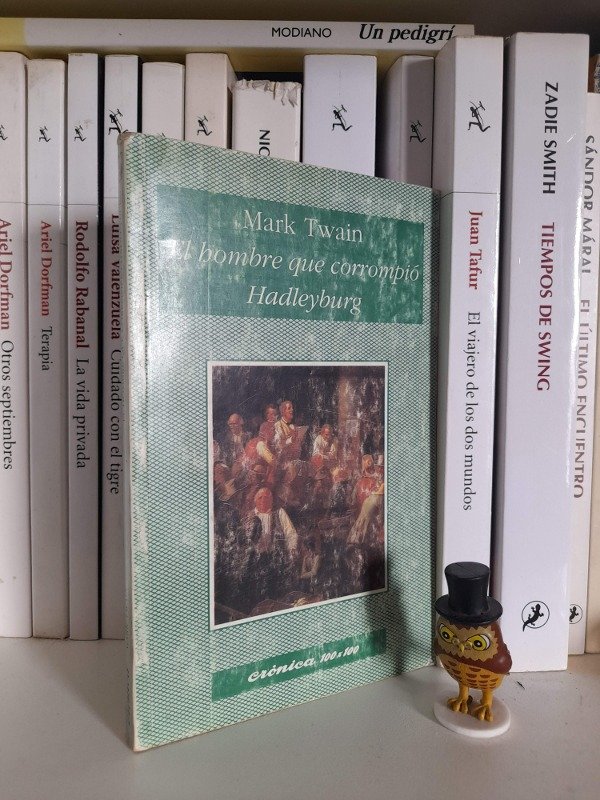 MODIANO Un pedigrí
Ariel Dorfman Otros septiembres
Ariel Dorfman Terapia
Rodolfo Rabanal La vida privada
Luisa Valenzuela Cuidado con el tigre
NIC
Mark Twain
El hombre que corrompió
Hadleyburg
crónica 100x100
Juan Tafur El viajero de los dos mundos
ZADIE SMITH TIEMPOS DE SWING
SÁNDOR MÁRAI EL ÚLTIMO ENCUENTRO